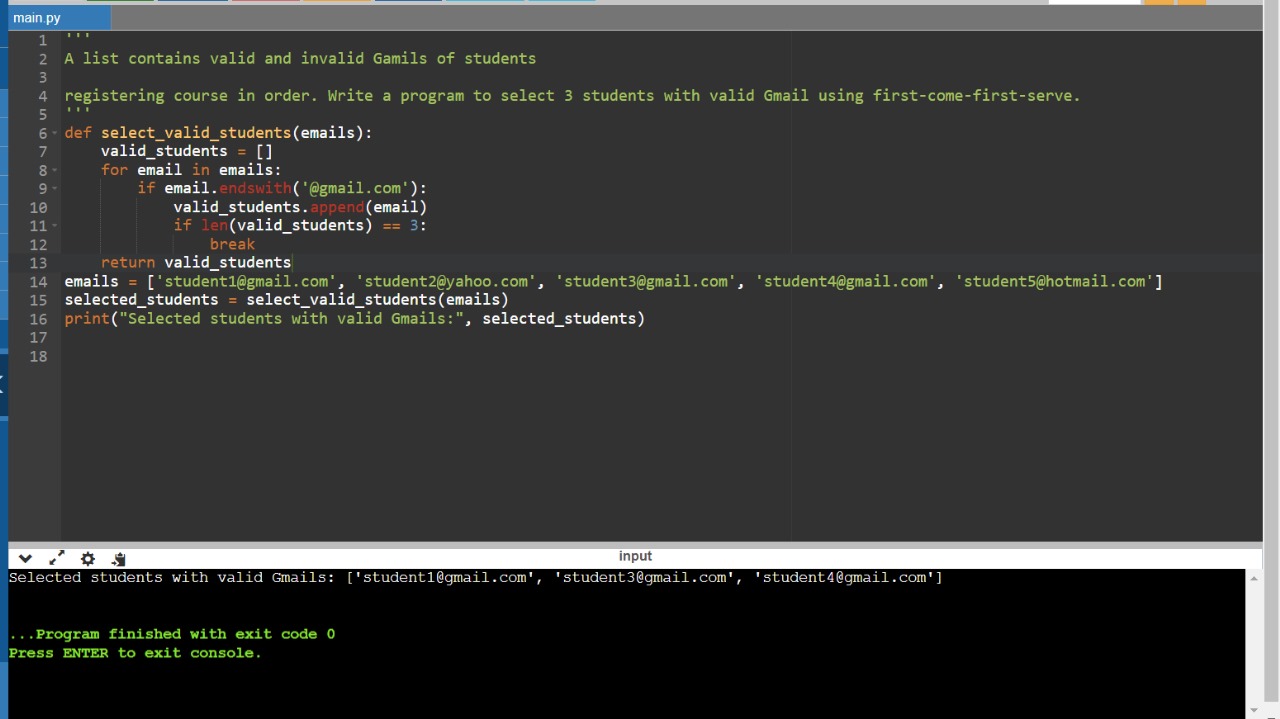 main.py
1 '''
2 A list contains valid and invalid Gamils of students
3
4 registering course in order. Write a program to select 3 students with valid Gmail using first-come-first-serve.
5 '''
6 def select_valid_students(emails):
7     valid_students = []
8     for email in emails:
9         if email.endswith('@gmail.com'):
10             valid_students.append(email)
11             if len(valid_students) == 3:
12                 break
13     return valid_students
14 emails = ['student1@gmail.com', 'student2@yahoo.com', 'student3@gmail.com', 'student4@gmail.com', 'student5@hotmail.com']
15 selected_students = select_valid_students(emails)
16 print("Selected students with valid Gmails:", selected_students)
17
18
input
Selected students with valid Gmails: ['student1@gmail.com', 'student3@gmail.com', 'student4@gmail.com']
...Program finished with exit code 0
Press ENTER to exit console.